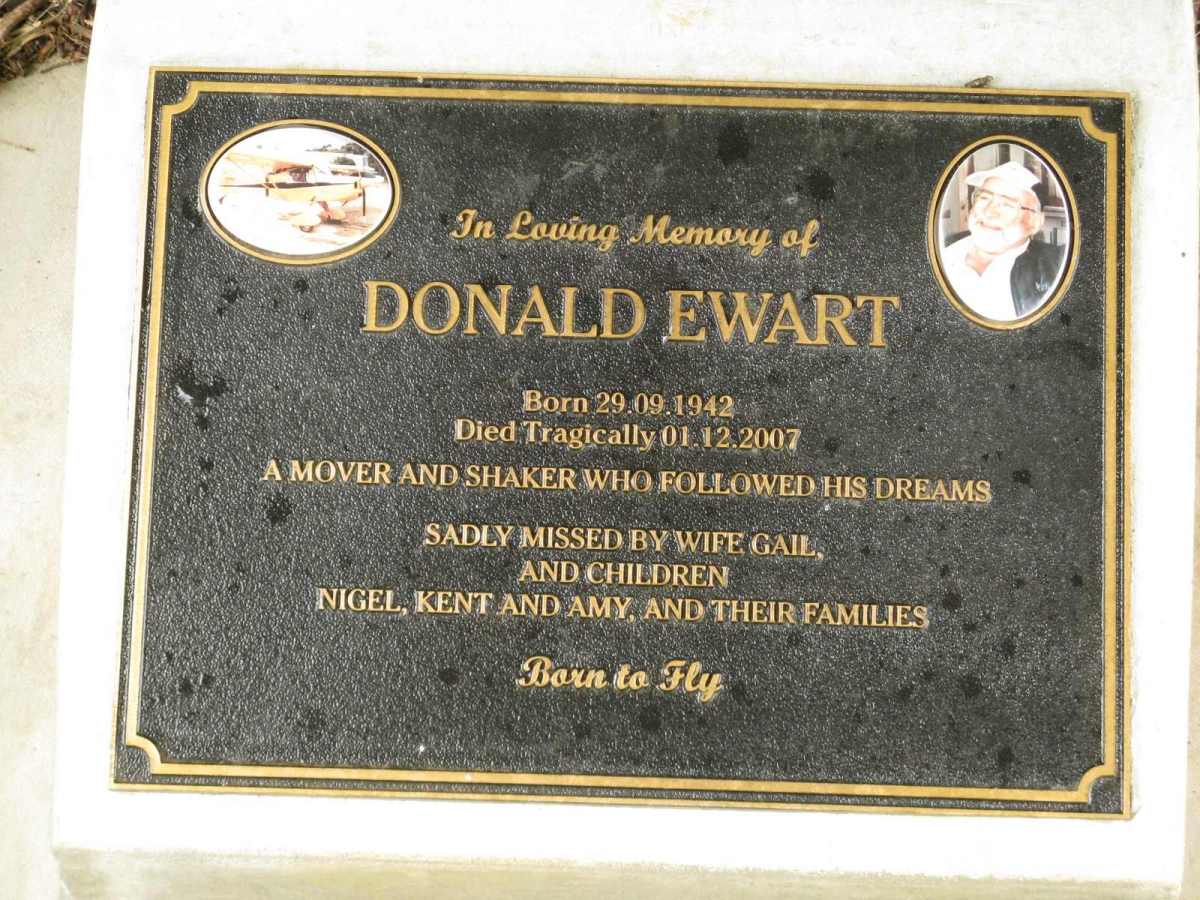 In Loving Memory of
DONALD EWART
Born 29.09.1942
Died Tragically 01.12.2007
A MOVER AND SHAKER WHO FOLLOWED HIS DREAMS
SADLY MISSED BY WIFE GAIL,
AND CHILDREN
NIGEL, KENT AND AMY, AND THEIR FAMILIES
Born to Fly